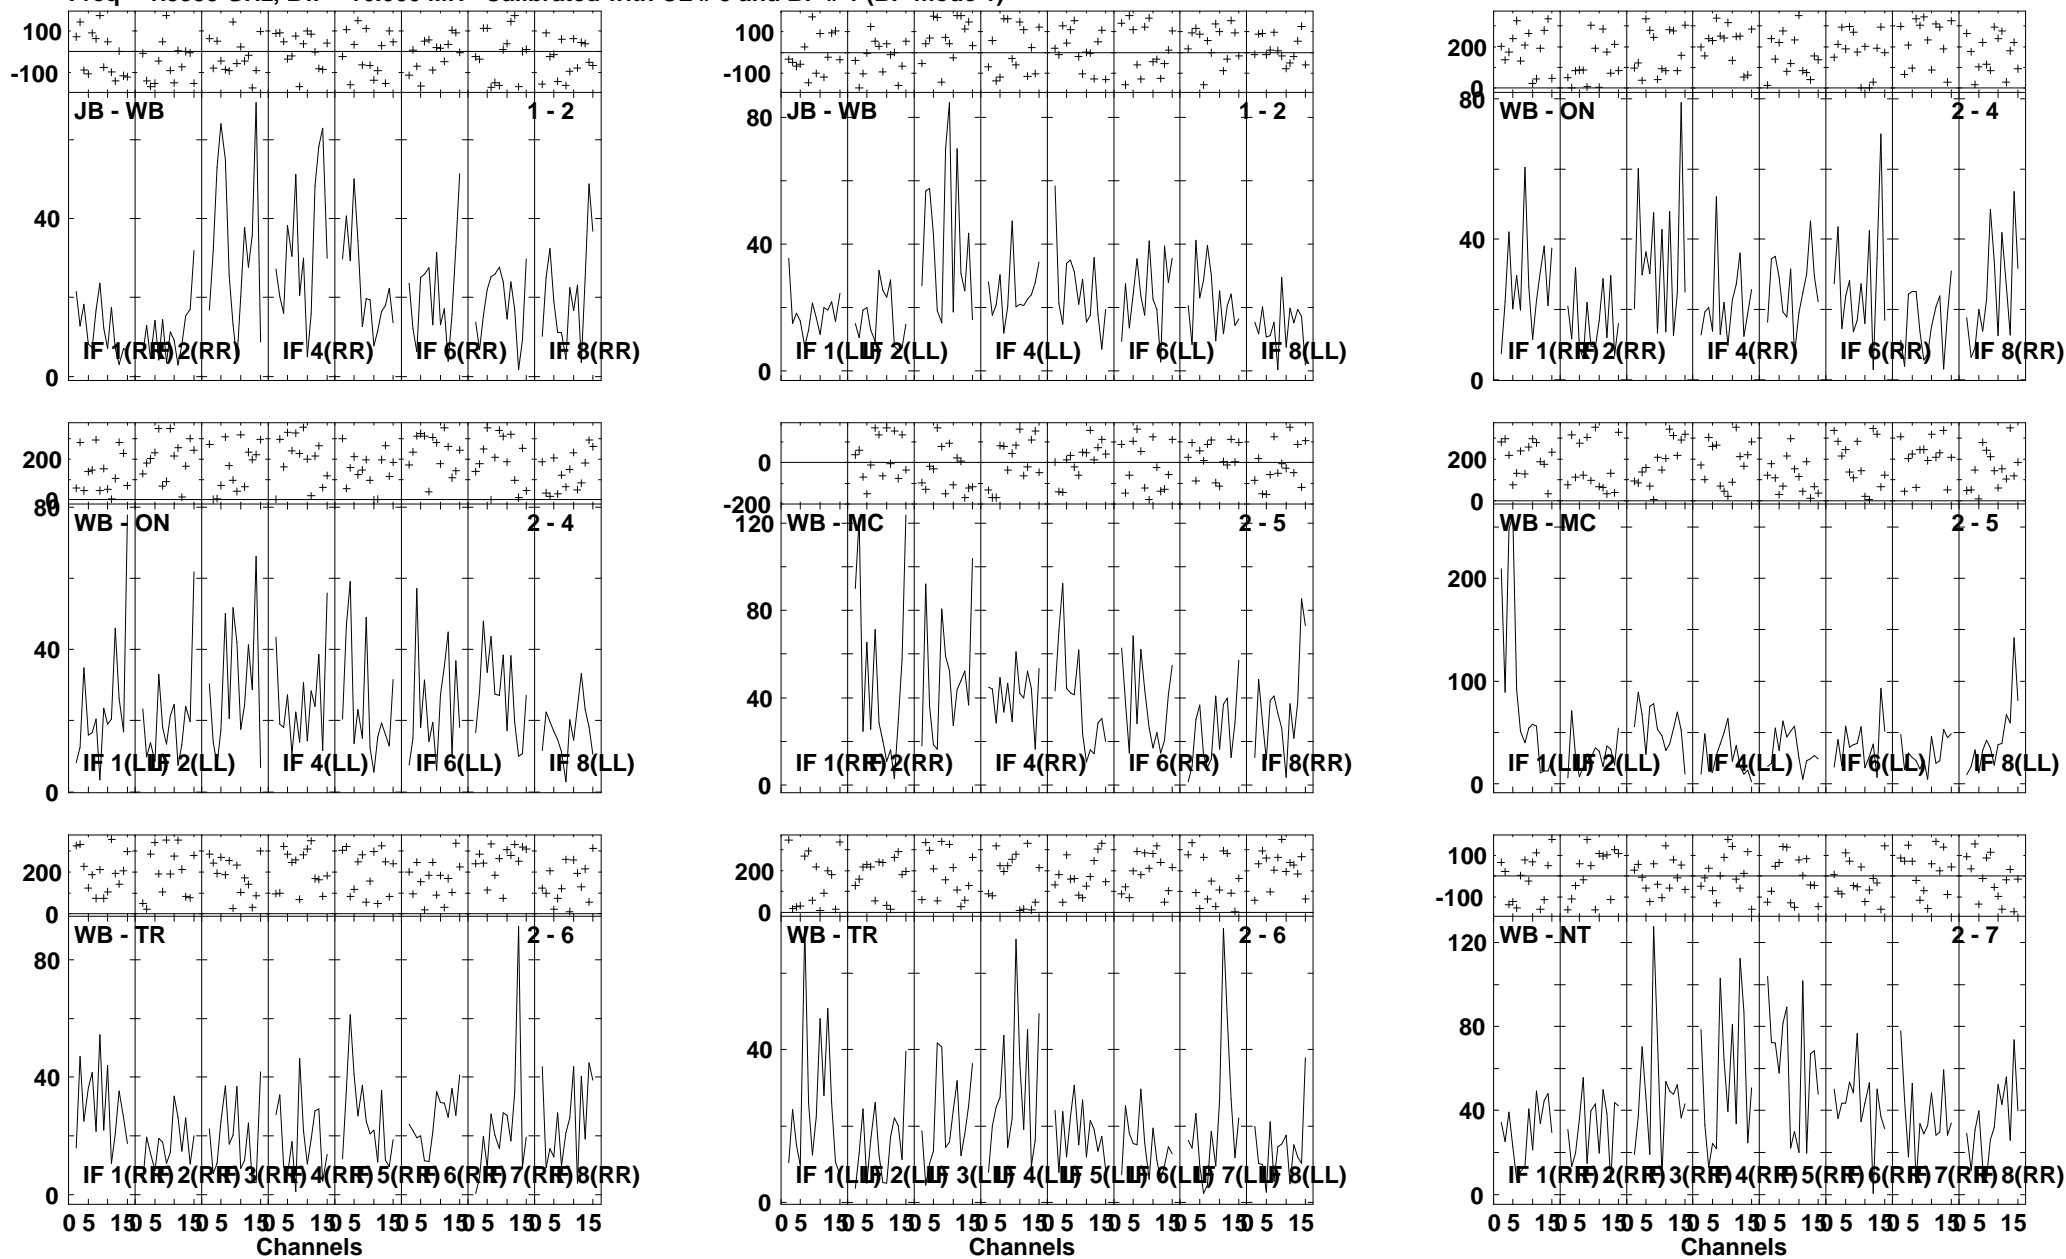 100
-100
JB - WB 1 - 2
40
0
IF 1(RR) IF 2(RR) IF 4(RR) IF 6(RR) IF 8(RR)
100
-100
JB - WB 1 - 2
80
40
0
IF 1(LL) IF 2(LL) IF 4(LL) IF 6(LL) IF 8(LL)
200
0
80
WB - ON 2 - 4
40
0
IF 1(RR) IF 2(RR) IF 4(RR) IF 6(RR) IF 8(RR)
200
0
80
WB - ON 2 - 4
40
0
IF 1(LL) IF 2(LL) IF 4(LL) IF 6(LL) IF 8(LL)
0
-200
120
WB - MC 2 - 5
80
40
0
IF 1(RR) IF 2(RR) IF 4(RR) IF 6(RR) IF 8(RR)
200
0
WB - MC 2 - 5
200
100
0
IF 1(LL) IF 2(LL) IF 4(LL) IF 6(LL) IF 8(LL)
200
0
WB - TR 2 - 6
80
40
0
IF 1(RR) IF 2(RR) IF 3(RR) IF 4(RR) IF 5(RR) IF 6(RR) IF 7(RR) IF 8(RR)
0 5 15 0 5 15 0 5 15 0 5 15 0 5 15 0 5 15 0 5 15 0 5 15
Channels
200
0
WB - TR 2 - 6
40
0
IF 1(LL) IF 2(LL) IF 3(LL) IF 4(LL) IF 5(LL) IF 6(LL) IF 7(LL) IF 8(LL)
0 5 15 0 5 15 0 5 15 0 5 15 0 5 15 0 5 15 0 5 15 0 5 15
Channels
100
-100
WB - NT 2 - 7
120
80
40
0
IF 1(RR) IF 2(RR) IF 3(RR) IF 4(RR) IF 5(RR) IF 6(RR) IF 7(RR) IF 8(RR)
0 5 15 0 5 15 0 5 15 0 5 15 0 5 15 0 5 15 0 5 15 0 5 15
Channels